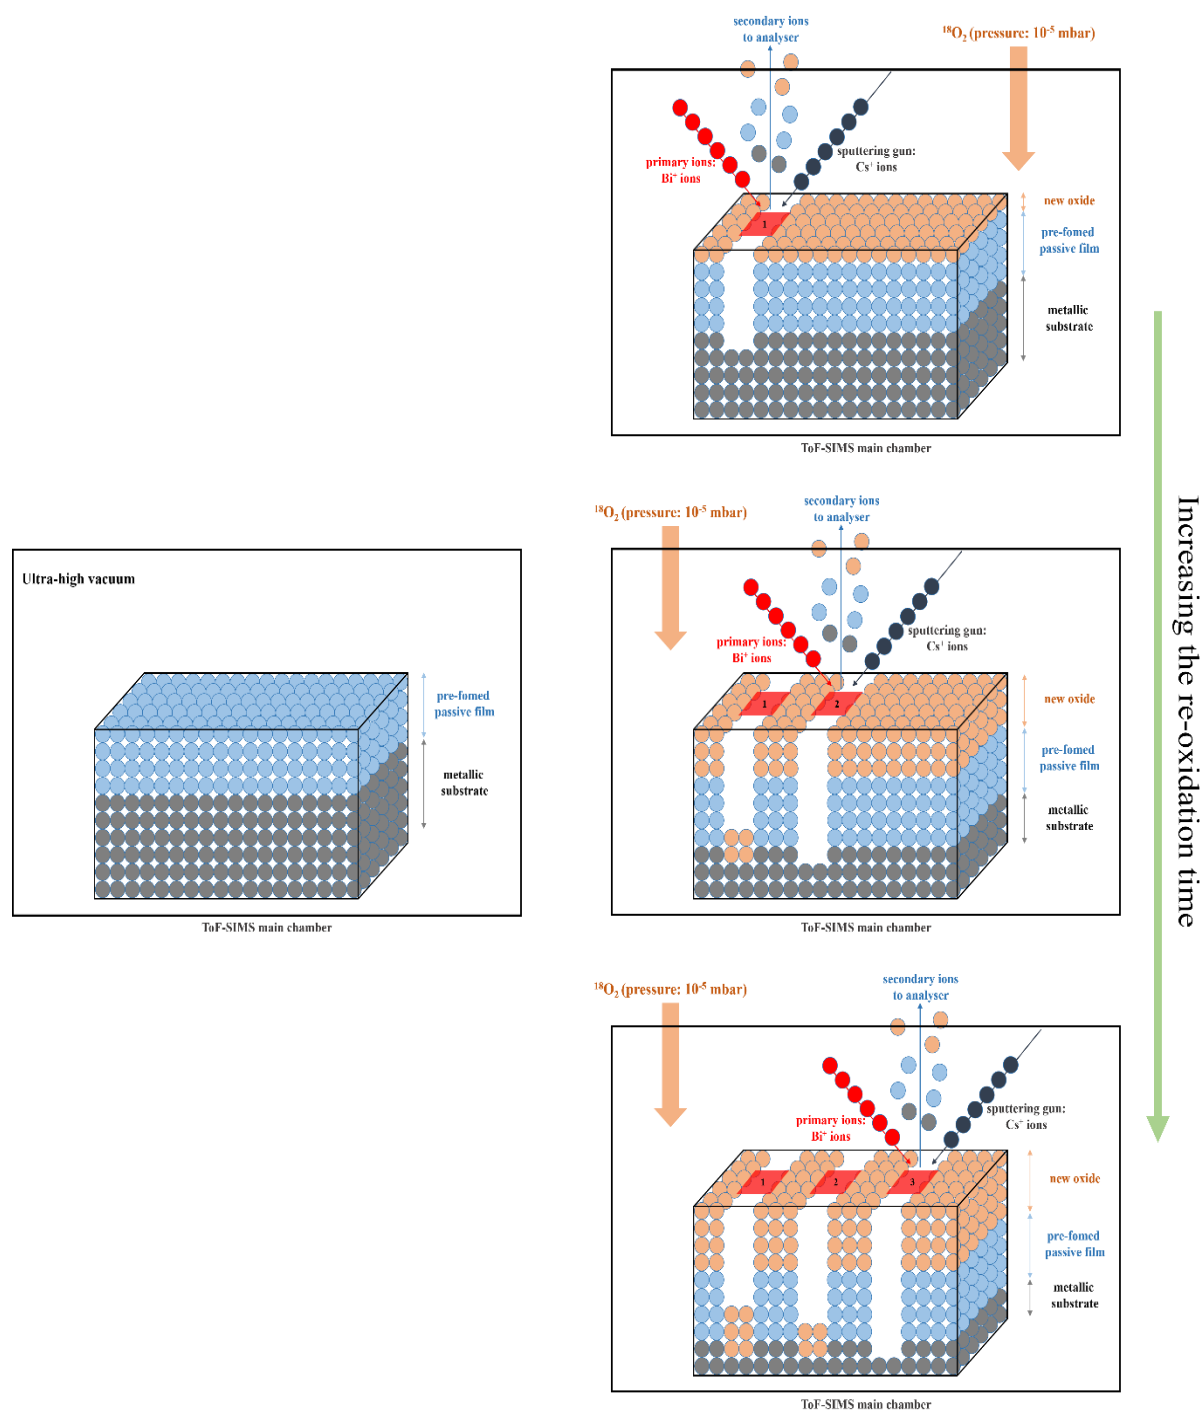 secondary ions
to analyser
¹⁸O₂ (pressure: 10⁻⁵ mbar)
primary ions:
Bi⁺ ions
sputtering gun:
Cs⁺ ions
1
new oxide
pre-fomed
passive film
metallic
substrate
ToF-SIMS main chamber
Increasing the re-oxidation time
¹⁸O₂ (pressure: 10⁻⁵ mbar)
secondary ions
to analyser
primary ions:
Bi⁺ ions
sputtering gun:
Cs⁺ ions
1
2
new oxide
pre-fomed
passive film
metallic
substrate
ToF-SIMS main chamber
Ultra-high vacuum
pre-fomed
passive film
metallic
substrate
ToF-SIMS main chamber
¹⁸O₂ (pressure: 10⁻⁵ mbar)
secondary ions
to analyser
primary ions:
Bi⁺ ions
sputtering gun:
Cs⁺ ions
1
2
3
new oxide
pre-fomed
passive film
metallic
substrate
ToF-SIMS main chamber